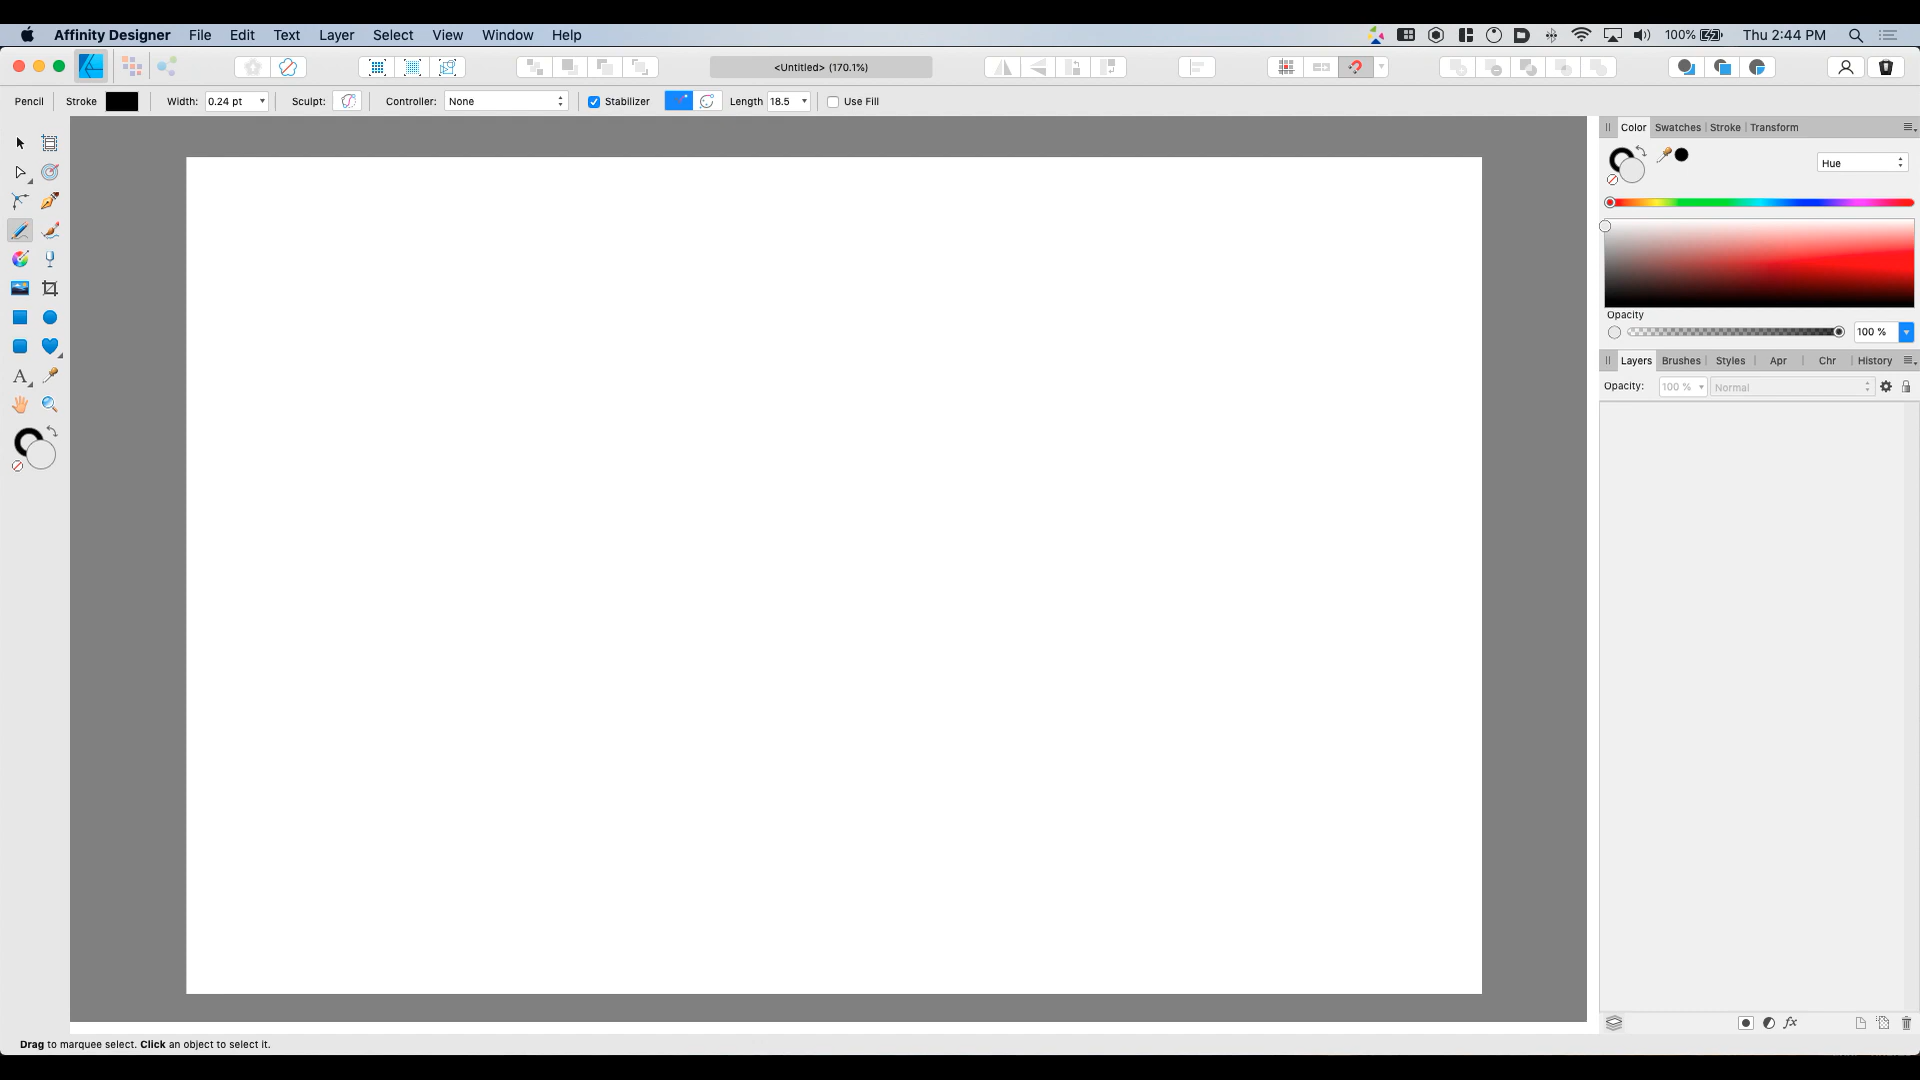 Affinity Designer File Edit Text Layer Select View Window Help 100% Thu 2:44 PM
<Untitled> (170.1%)
Pencil Stroke Width: 0.24 pt Sculpt: Controller: None Stabilizer Length 18.5 Use Fill
Color Swatches Stroke Transform
Hue
Opacity
100 %
Layers Brushes Styles Apr Chr History
Opacity: 100 % Normal
A
fx
Drag to marquee select. Click an object to select it.